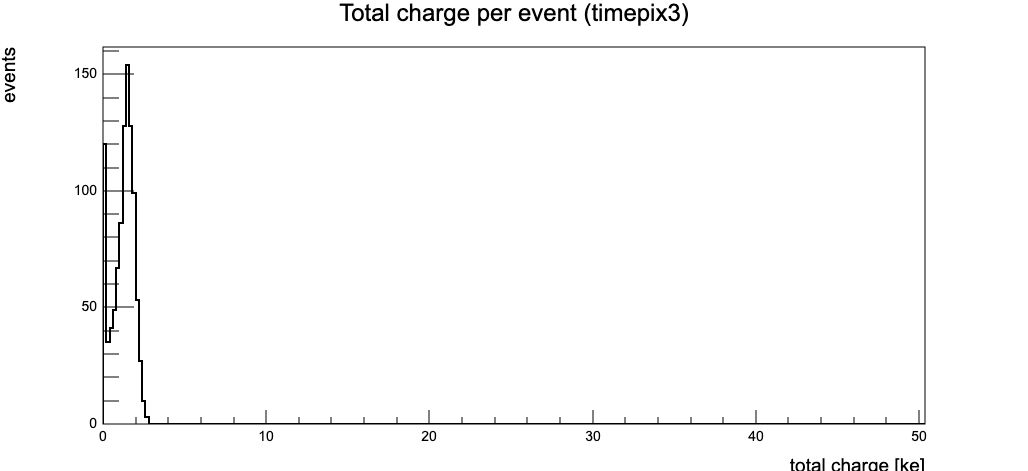 Total charge per event (timepix3)
events
150
100
50
0
0 10 20 30 40 50
total charge [ke]